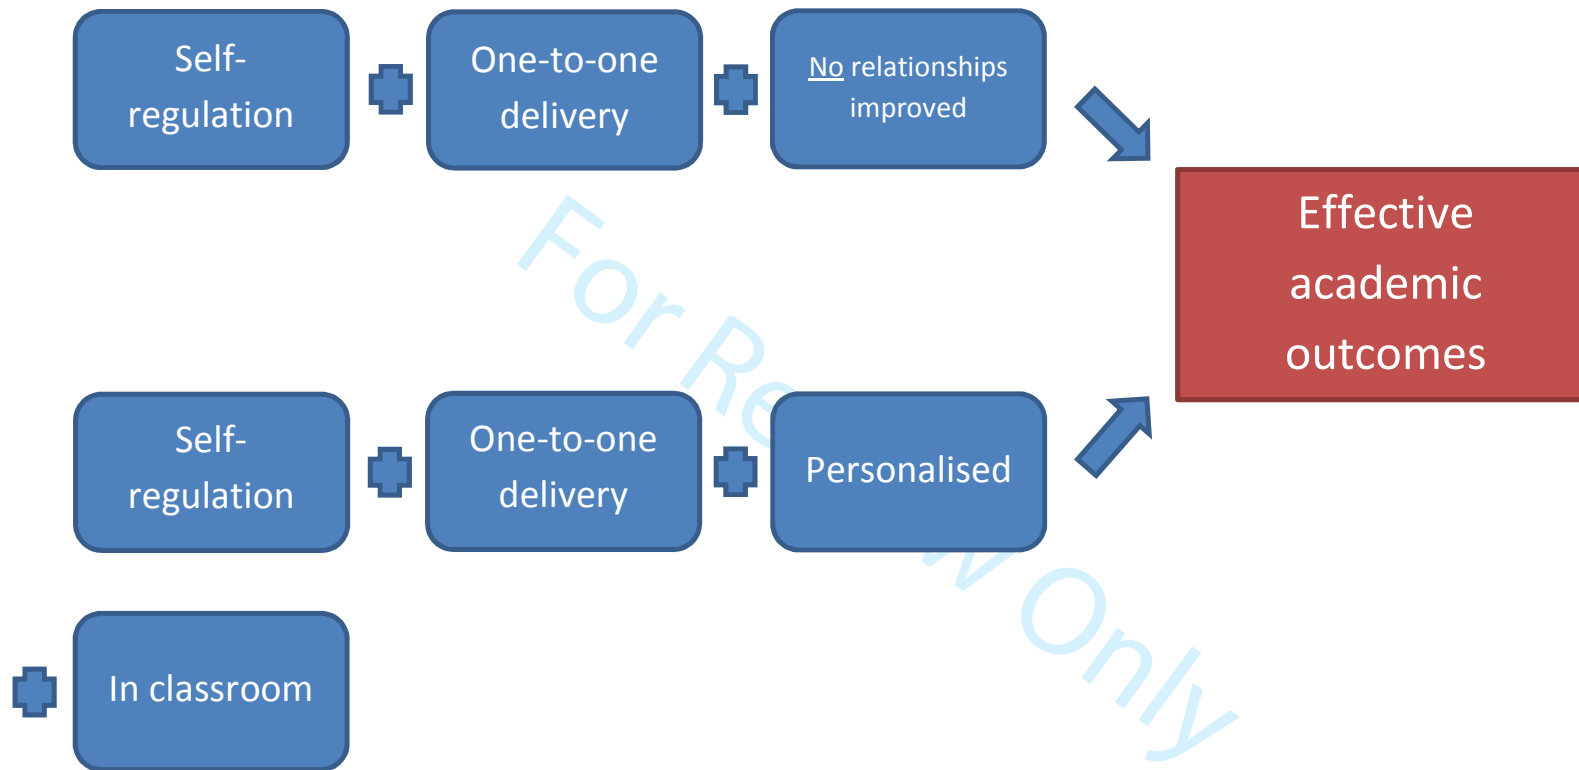 Self-
regulation
One-to-one
delivery
No relationships
improved
Effective
academic
outcomes
Self-
regulation
One-to-one
delivery
Personalised
In classroom
For Review Only